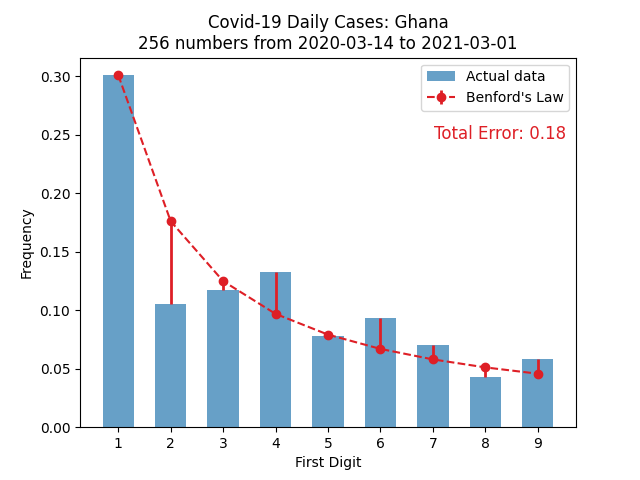 Covid-19 Daily Cases: Ghana
256 numbers from 2020-03-14 to 2021-03-01
Actual data
Benford's Law
Total Error: 0.18
Frequency
0.30
0.25
0.20
0.15
0.10
0.05
0.00
1 2 3 4 5 6 7 8 9
First Digit